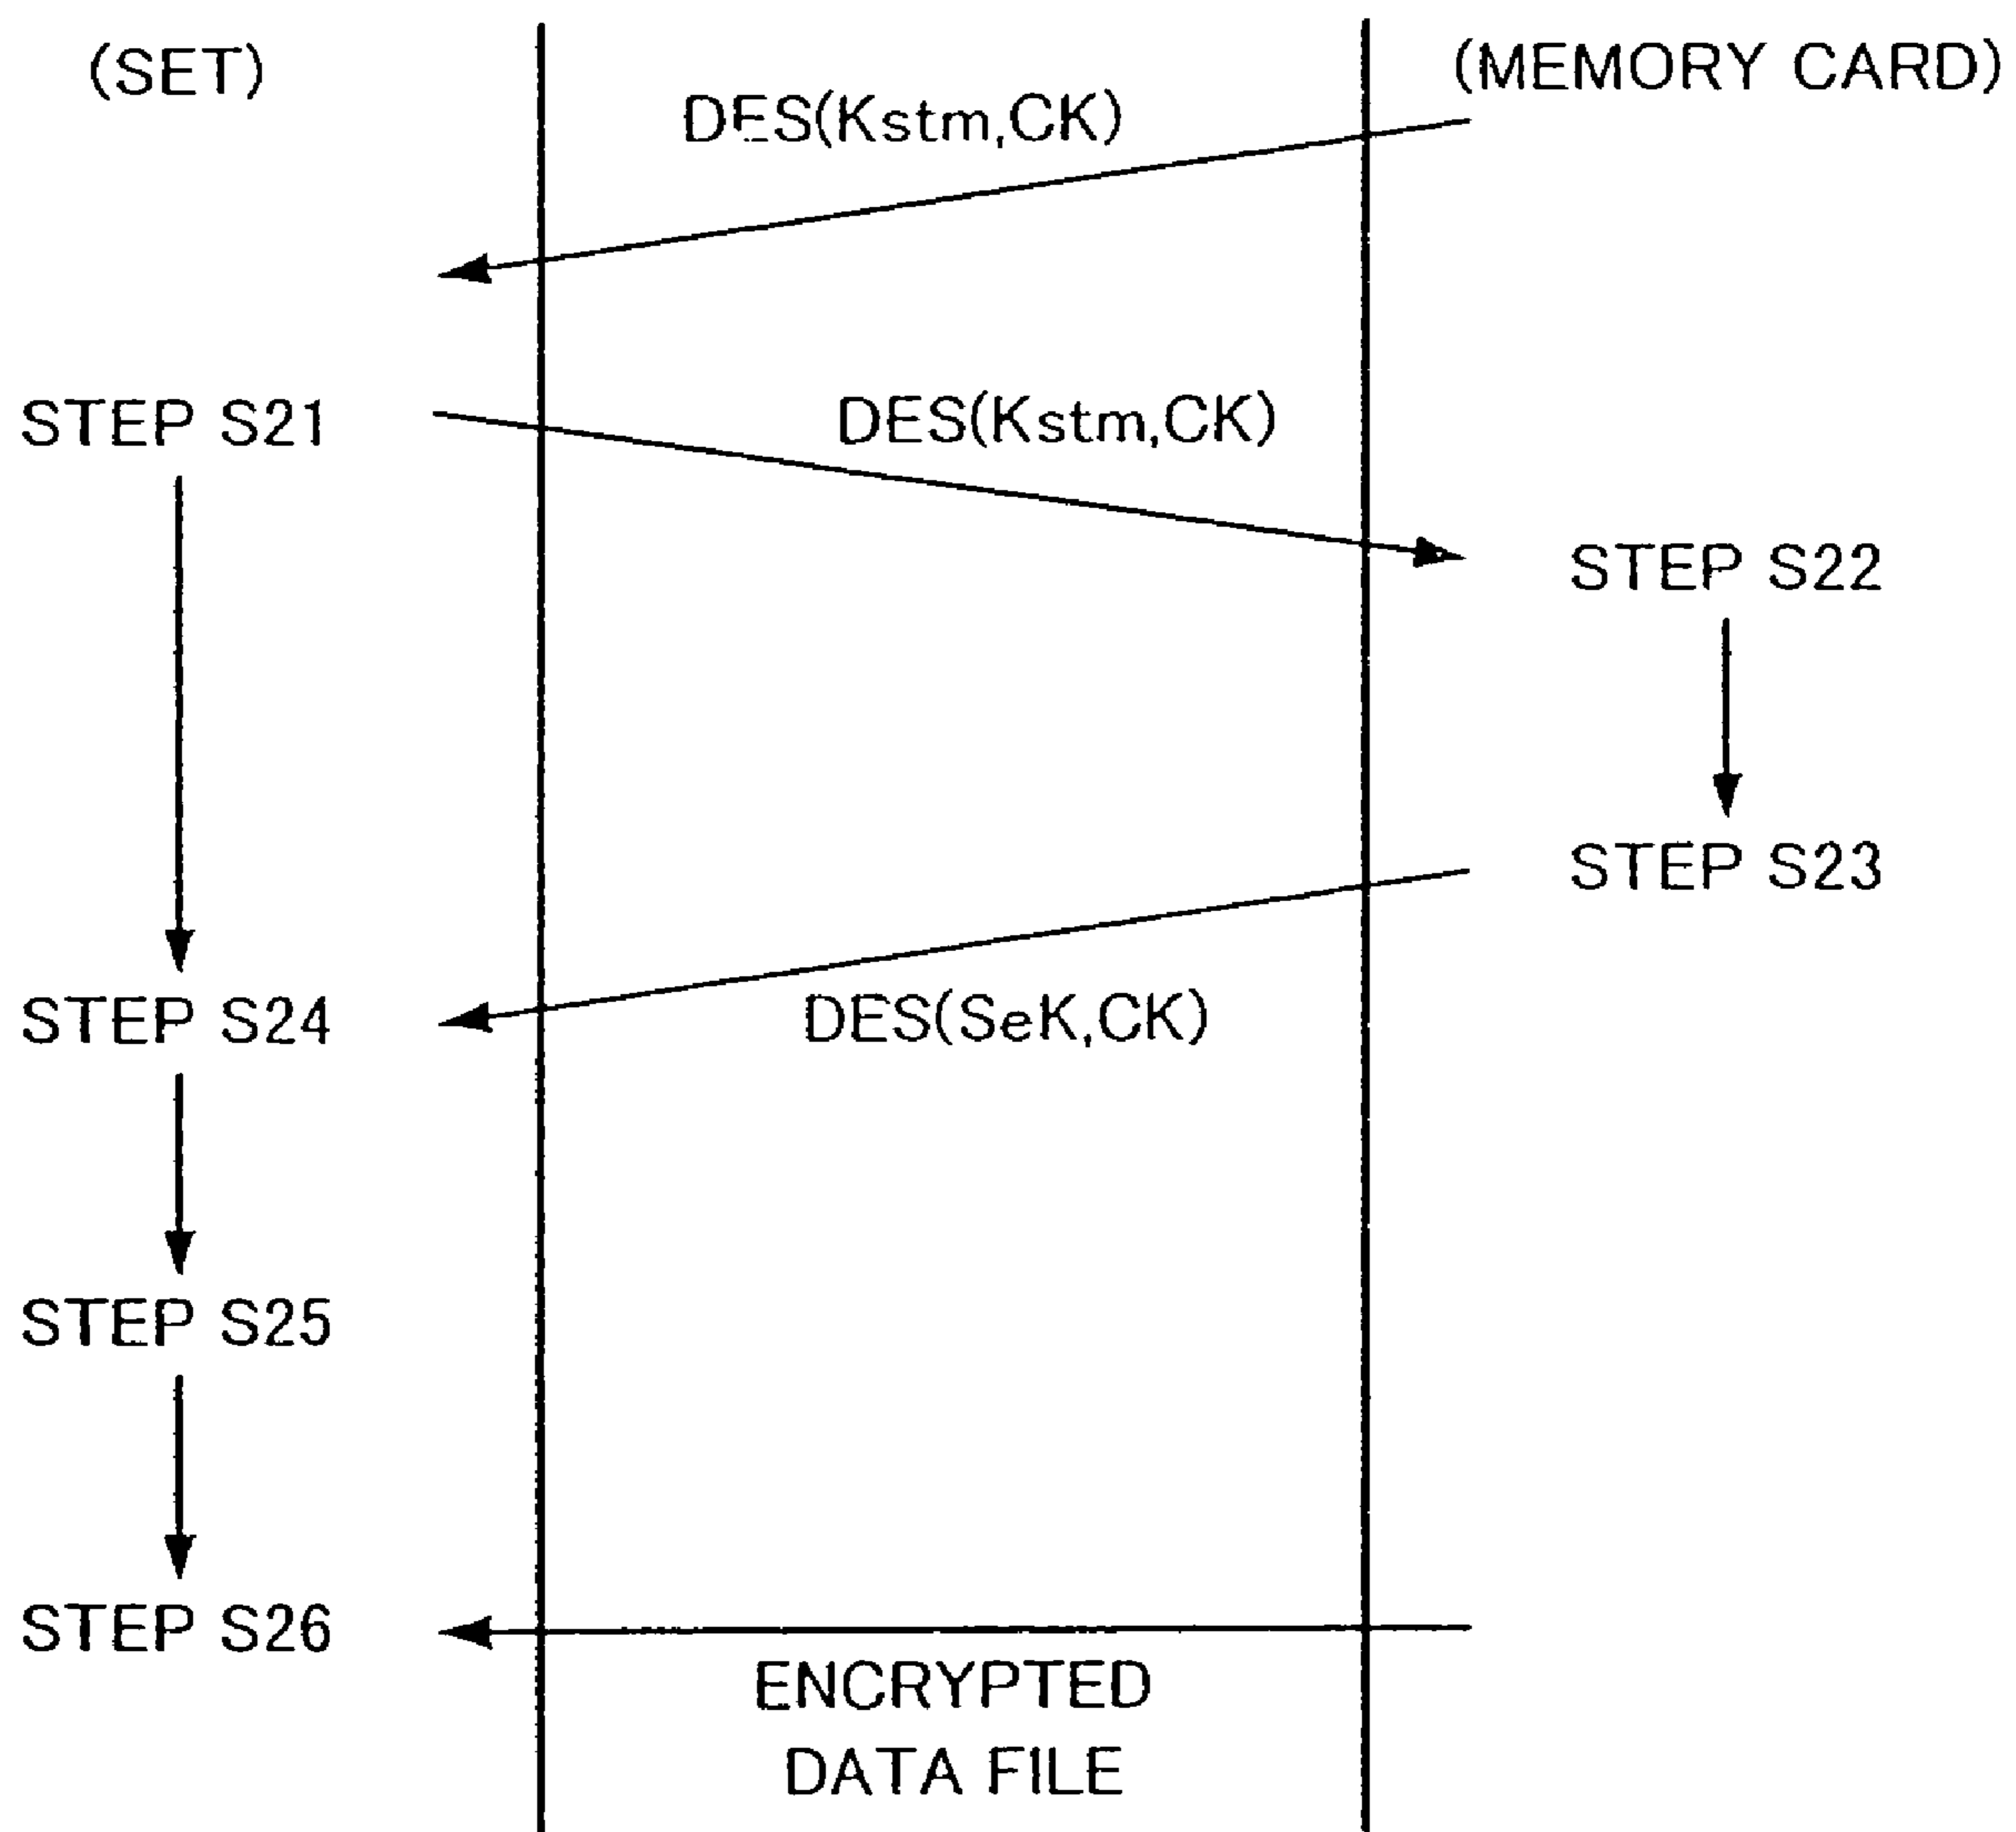 (SET)
(MEMORY CARD)
DES(Kstm,CK)
STEP S21
DES(Kstm,CK)
STEP S22
STEP S23
STEP S24
DES(SeK,CK)
STEP S25
STEP S26
ENCRYPTED
DATA FILE